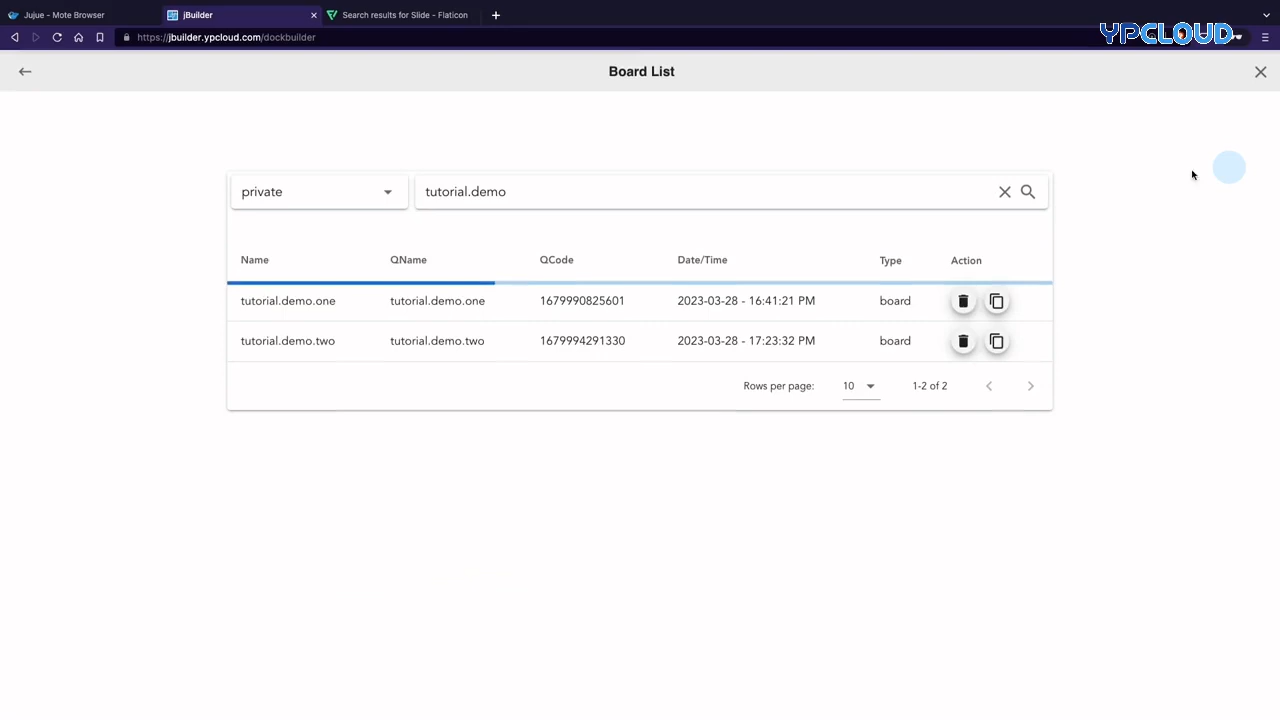 Jujue - Mote Browser
jBuilder
Search results for Slide - Flaticon
https://jbuilder.ypcloud.com/dockbuilder
YPCLOUD
Board List
private
tutorial.demo
Name QName QCode Date/Time Type Action
tutorial.demo.one tutorial.demo.one 1679990825601 2023-03-28 - 16:41:21 PM board
tutorial.demo.two tutorial.demo.two 1679994291330 2023-03-28 - 17:23:32 PM board
Rows per page: 10 1-2 of 2